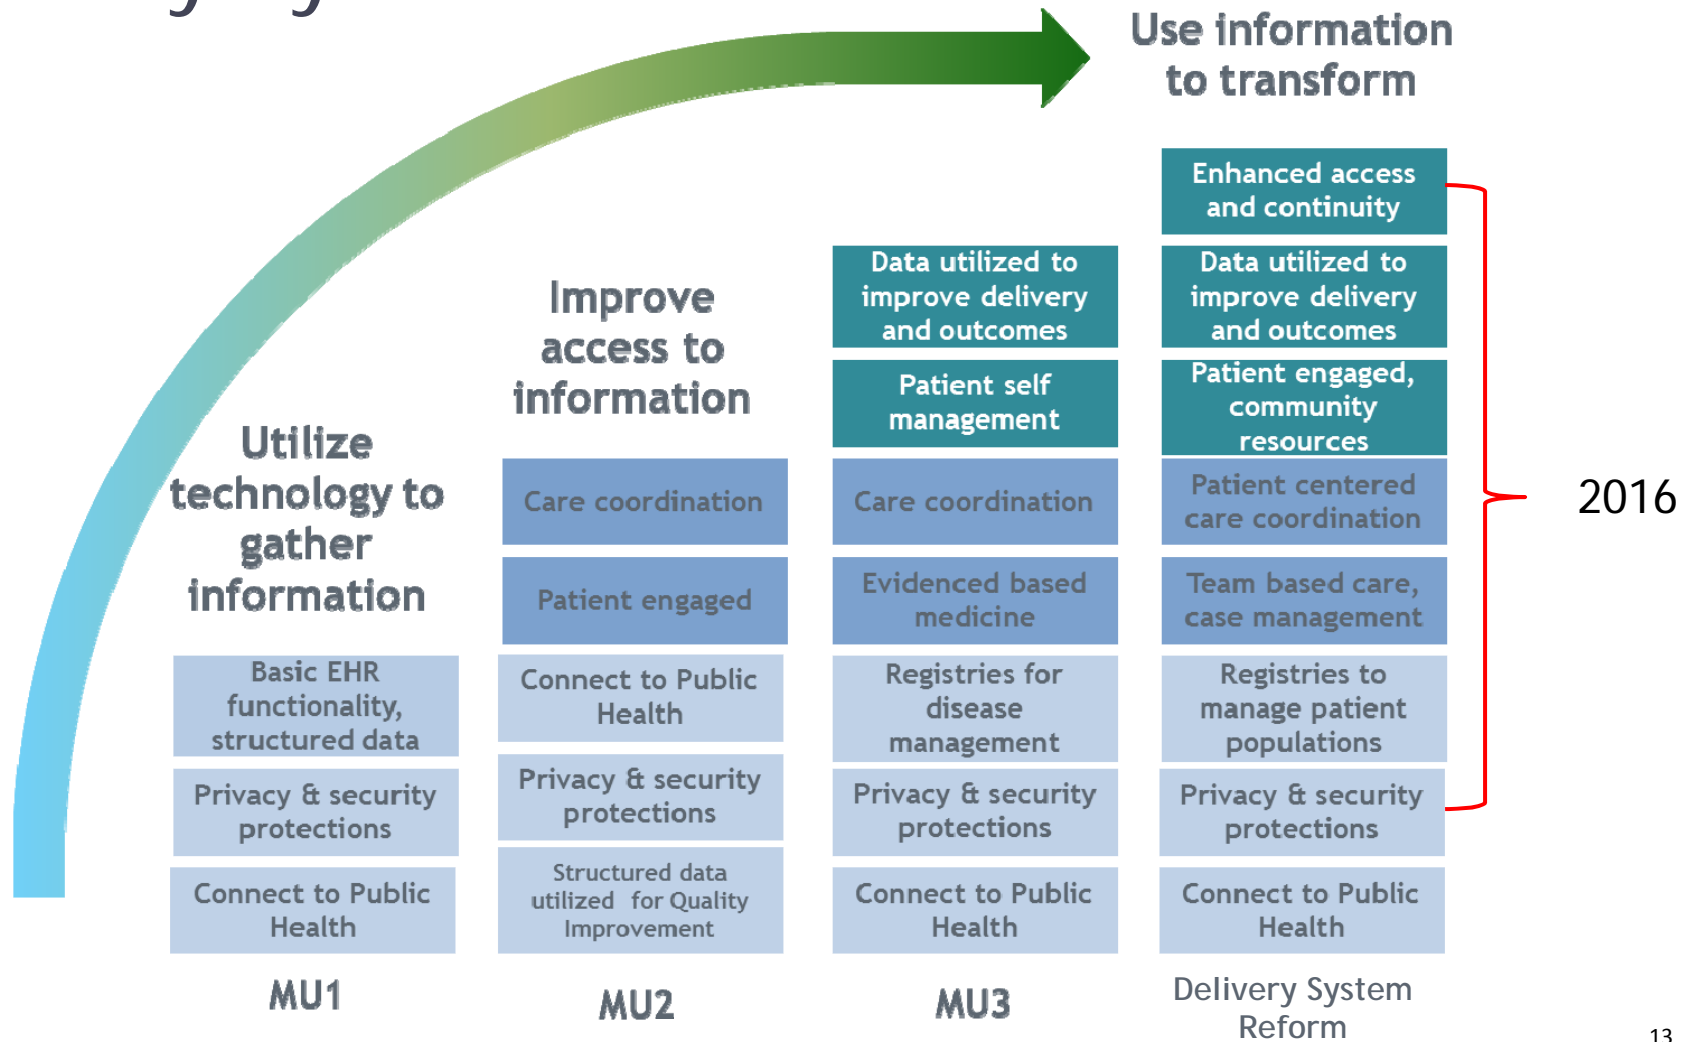 Use information
to transform
Enhanced access
and continuity
Data utilized to
improve delivery
and outcomes
Patient engaged,
community
resources
Patient centered
care coordination
Team based care,
case management
Registries to
manage patient
populations
Privacy & security
protections
Connect to Public
Health
Delivery System
Reform
2016
Data utilized to
improve delivery
and outcomes
Patient self
management
Care coordination
Evidenced based
medicine
Registries for
disease
management
Privacy & security
protections
Connect to Public
Health
MU3
Improve
access to
information
Care coordination
Patient engaged
Connect to Public
Health
Privacy & security
protections
Structured data
utilized for Quality
Improvement
MU2
Utilize
technology to
gather
information
Basic EHR
functionality,
structured data
Privacy & security
protections
Connect to Public
Health
MU1
13